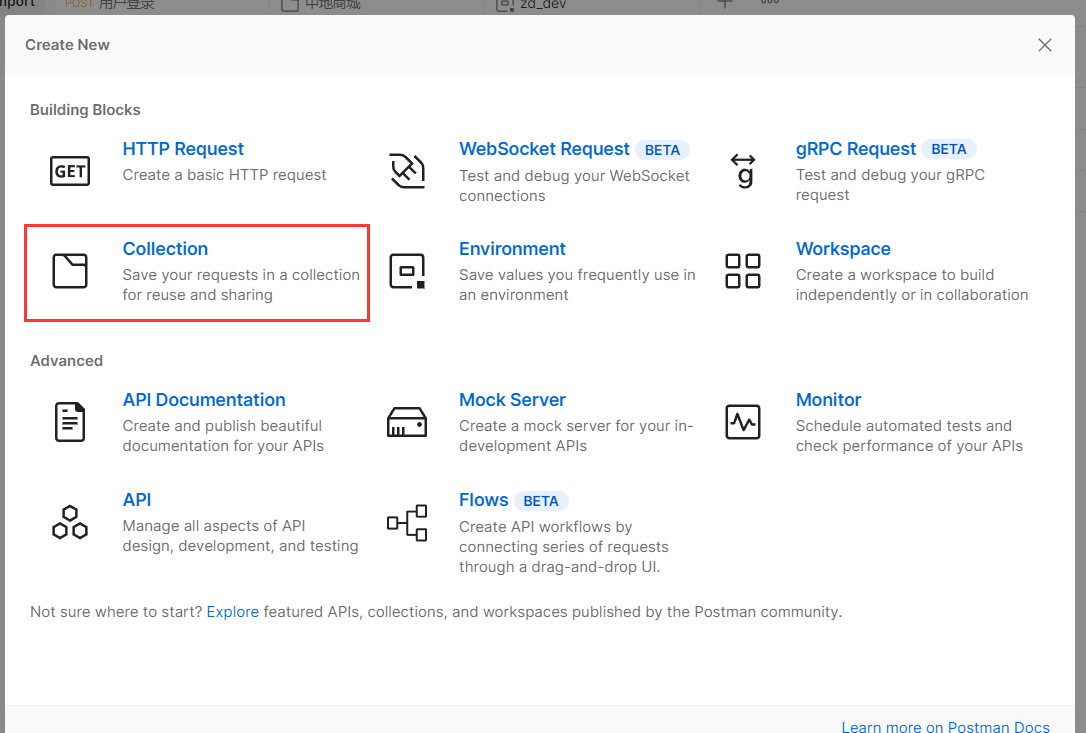 POST 用户登录
中地商城
zd_dev
Create New
Building Blocks
GET
HTTP Request
Create a basic HTTP request
WebSocket Request BETA
Test and debug your WebSocket
connections
g
gRPC Request BETA
Test and debug your gRPC
request
Collection
Save your requests in a collection
for reuse and sharing
Environment
Save values you frequently use in
an environment
Workspace
Create a workspace to build
independently or in collaboration
Advanced
API Documentation
Create and publish beautiful
documentation for your APIs
Mock Server
Create a mock server for your in-
development APIs
Monitor
Schedule automated tests and
check performance of your APIs
API
Manage all aspects of API
design, development, and testing
Flows BETA
Create API workflows by
connecting series of requests
through a drag-and-drop UI.
Not sure where to start? Explore featured APIs, collections, and workspaces published by the Postman community.
Learn more on Postman Docs